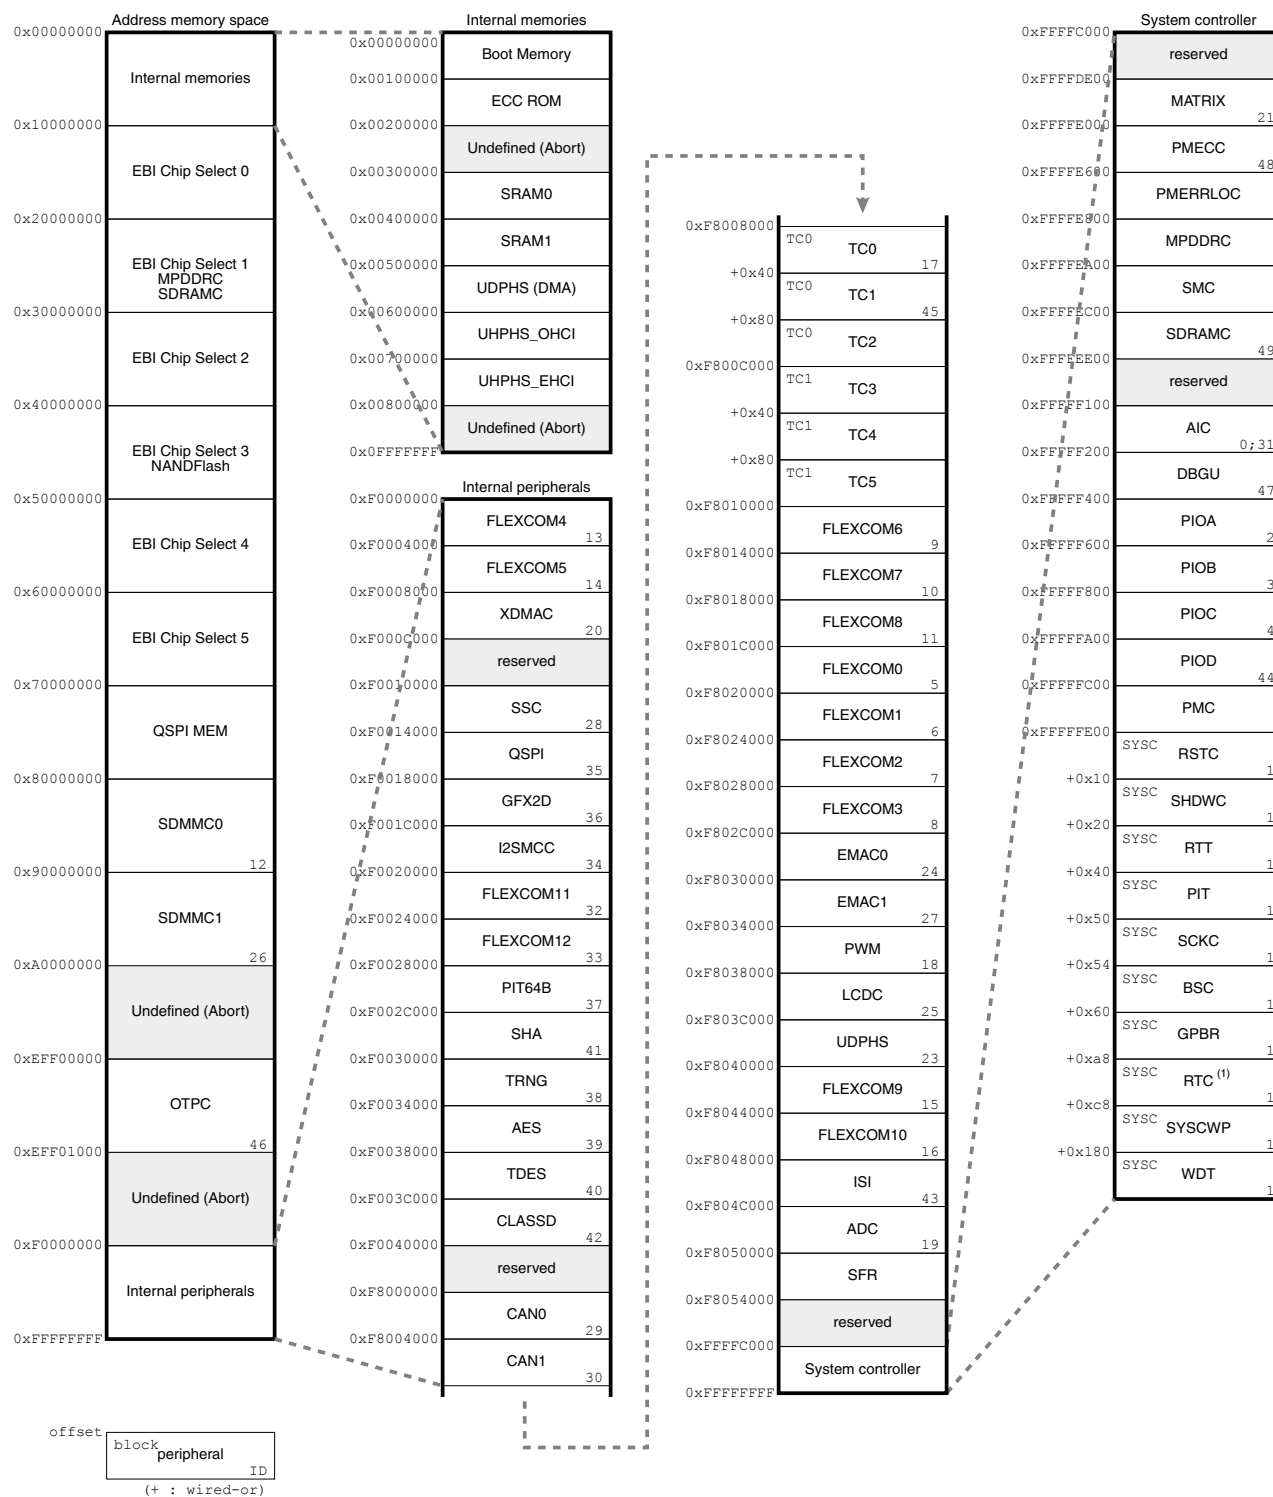 Address memory space
0x00000000
Internal memories
0x10000000
EBI Chip Select 0
0x20000000
EBI Chip Select 1
MPDDRC
SDRAMC
0x30000000
EBI Chip Select 2
0x40000000
EBI Chip Select 3
NANDFlash
0x50000000
EBI Chip Select 4
0x60000000
EBI Chip Select 5
0x70000000
QSPI MEM
0x80000000
SDMMC0
12
0x90000000
SDMMC1
26
0xA0000000
Undefined (Abort)
0xEFF00000
OTPC
46
0xEFF01000
Undefined (Abort)
0xF0000000
Internal peripherals
0xFFFFFFFF
offset
block
peripheral
ID
(+ : wired-or)
Internal memories
0x00000000
Boot Memory
0x00100000
ECC ROM
0x00200000
Undefined (Abort)
0x00300000
SRAM0
0x00400000
SRAM1
0x00500000
UDPHS (DMA)
0x00600000
UHPHS_OHCI
0x00700000
UHPHS_EHCI
0x00800000
Undefined (Abort)
0x0FFFFFFF
Internal peripherals
0xF0000000
FLEXCOM4
13
0xF0004000
FLEXCOM5
14
0xF0008000
XDMAC
20
0xF000C000
reserved
0xF0010000
SSC
28
0xF0014000
QSPI
35
0xF0018000
GFX2D
36
0xF001C000
I2SMCC
34
0xF0020000
FLEXCOM11
32
0xF0024000
FLEXCOM12
33
0xF0028000
PIT64B
37
0xF002C000
SHA
41
0xF0030000
TRNG
38
0xF0034000
AES
39
0xF0038000
TDES
40
0xF003C000
CLASSD
42
0xF0040000
reserved
0xF8000000
CAN0
29
0xF8004000
CAN1
30
0xF8008000
TC0
TC0
17
+0x40
TC0
TC1
45
+0x80
TC0
TC2
0xF800C000
TC1
TC3
+0x40
TC1
TC4
+0x80
TC1
TC5
0xF8010000
FLEXCOM6
9
0xF8014000
FLEXCOM7
10
0xF8018000
FLEXCOM8
11
0xF801C000
FLEXCOM0
5
0xF8020000
FLEXCOM1
6
0xF8024000
FLEXCOM2
7
0xF8028000
FLEXCOM3
8
0xF802C000
EMAC0
24
0xF8030000
EMAC1
27
0xF8034000
PWM
18
0xF8038000
LCDC
25
0xF803C000
UDPHS
23
0xF8040000
FLEXCOM9
15
0xF8044000
FLEXCOM10
16
0xF8048000
ISI
43
0xF804C000
ADC
19
0xF8050000
SFR
0xF8054000
reserved
0xFFFFC000
System controller
0xFFFFFFFF
System controller
0xFFFFC000
reserved
0xFFFFDE00
MATRIX
21
0xFFFFE000
PMECC
48
0xFFFFE600
PMERRLOC
0xFFFFE800
MPDDRC
0xFFFFEA00
SMC
0xFFFFEC00
SDRAMC
49
0xFFFFEE00
reserved
0xFFFFF100
AIC
0;31
0xFFFFF200
DBGU
47
0xFFFFF400
PIOA
2
0xFFFFF600
PIOB
3
0xFFFFF800
PIOC
4
0xFFFFFA00
PIOD
44
0xFFFFFC00
PMC
0xFFFFFE00
SYSC
RSTC
1
+0x10
SYSC
SHDWC
1
+0x20
SYSC
RTT
1
+0x40
SYSC
PIT
1
+0x50
SYSC
SCKC
1
+0x54
SYSC
BSC
1
+0x60
SYSC
GPBR
1
+0xa8
SYSC
RTC (1)
1
+0xc8
SYSC
SYSCWP
1
+0x180
SYSC
WDT
1